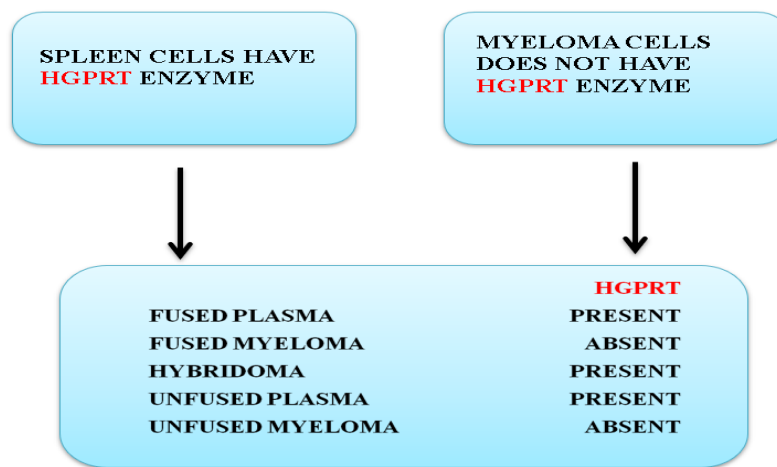 SPLEEN CELLS HAVE
HGPRT ENZYME
MYELOMA CELLS
DOES NOT HAVE
HGPRT ENZYME
HGPRT
FUSED PLASMA PRESENT
FUSED MYELOMA ABSENT
HYBRIDOMA PRESENT
UNFUSED PLASMA PRESENT
UNFUSED MYELOMA ABSENT